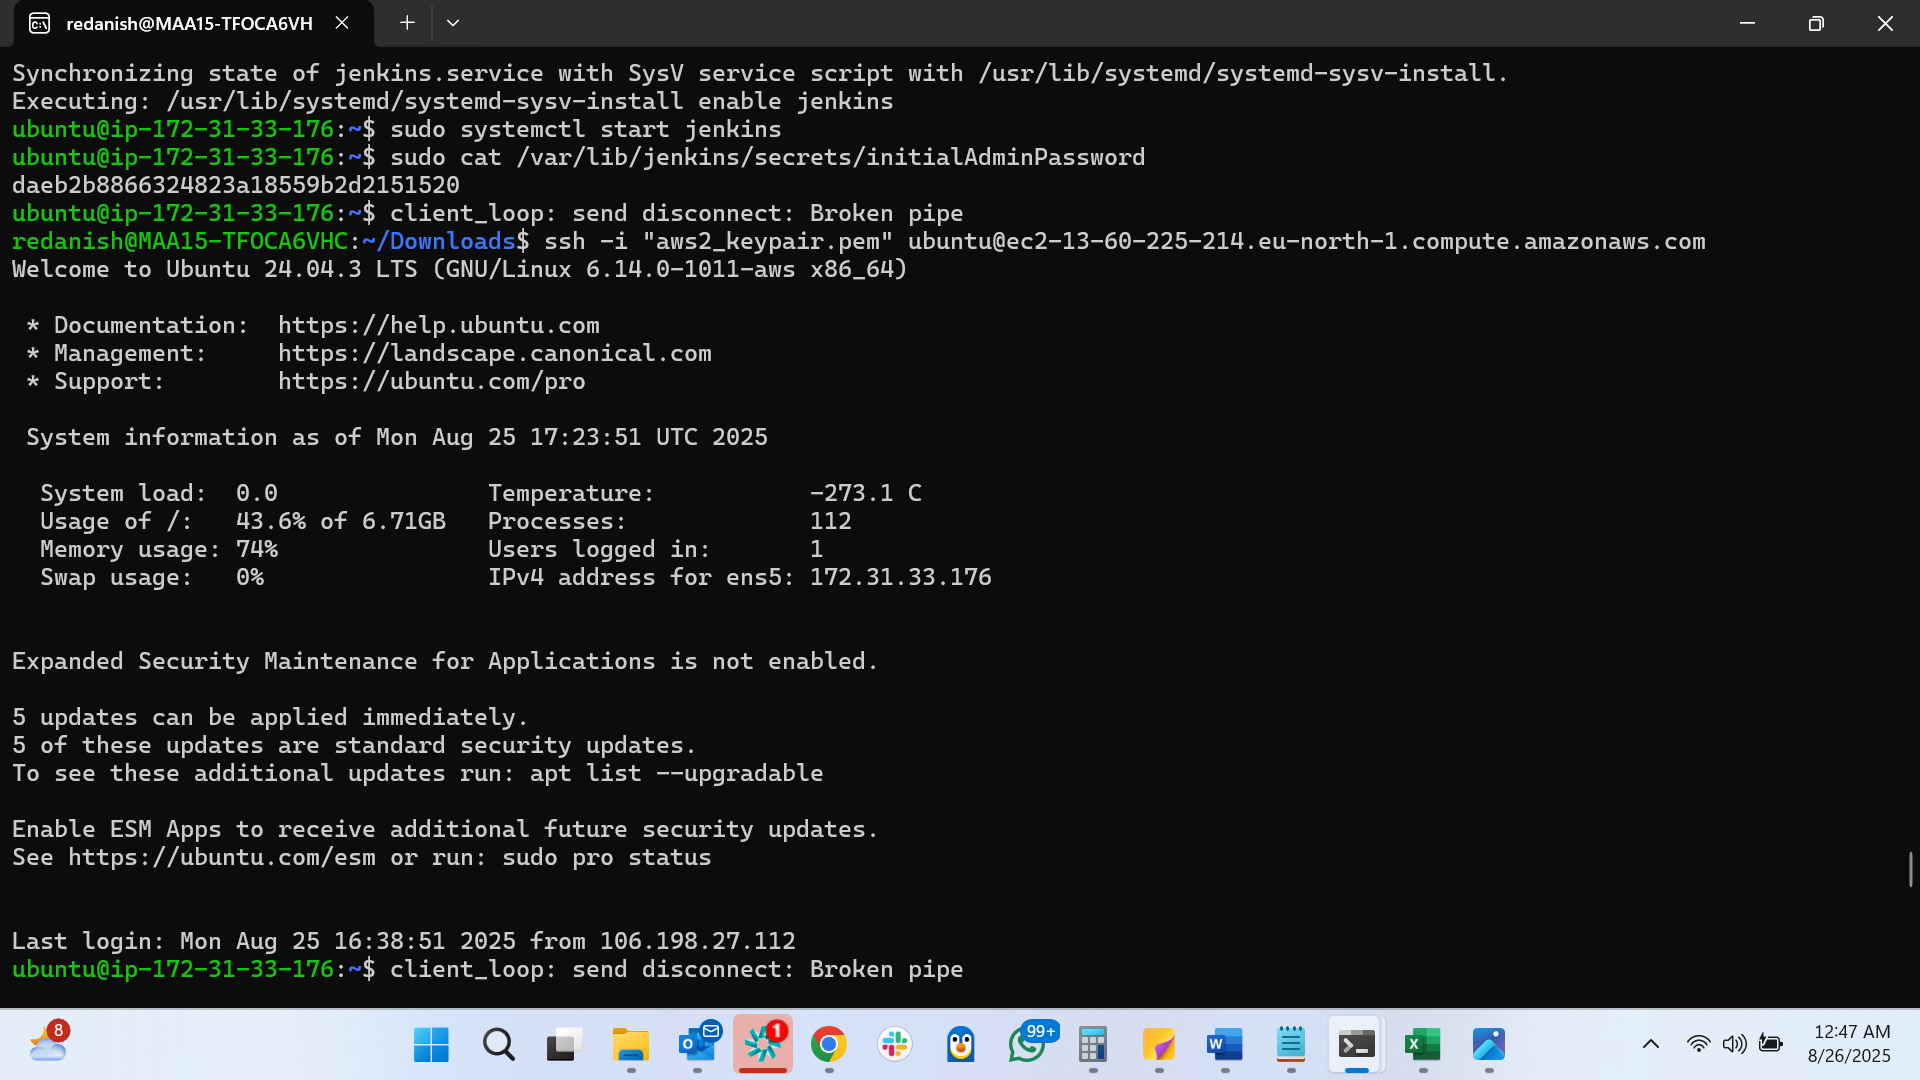 redanish@MAA15-TFOCA6VH
Synchronizing state of jenkins.service with SysV service script with /usr/lib/systemd/systemd-sysv-install.
Executing: /usr/lib/systemd/systemd-sysv-install enable jenkins
ubuntu@ip-172-31-33-176:~$ sudo systemctl start jenkins
ubuntu@ip-172-31-33-176:~$ sudo cat /var/lib/jenkins/secrets/initialAdminPassword
daeb2b8866324823a18559b2d2151520
ubuntu@ip-172-31-33-176:~$ client_loop: send disconnect: Broken pipe
redanish@MAA15-TFOCA6VHC:~/Downloads$ ssh -i "aws2_keypair.pem" ubuntu@ec2-13-60-225-214.eu-north-1.compute.amazonaws.com
Welcome to Ubuntu 24.04.3 LTS (GNU/Linux 6.14.0-1011-aws x86_64)
* Documentation: https://help.ubuntu.com
* Management: https://landscape.canonical.com
* Support: https://ubuntu.com/pro
System information as of Mon Aug 25 17:23:51 UTC 2025
System load: 0.0 Temperature: -273.1 C
Usage of /: 43.6% of 6.71GB Processes: 112
Memory usage: 74% Users logged in: 1
Swap usage: 0% IPv4 address for ens5: 172.31.33.176
Expanded Security Maintenance for Applications is not enabled.
5 updates can be applied immediately.
5 of these updates are standard security updates.
To see these additional updates run: apt list --upgradable
Enable ESM Apps to receive additional future security updates.
See https://ubuntu.com/esm or run: sudo pro status
Last login: Mon Aug 25 16:38:51 2025 from 106.198.27.112
ubuntu@ip-172-31-33-176:~$ client_loop: send disconnect: Broken pipe
8
1
99+
12:47 AM
8/26/2025